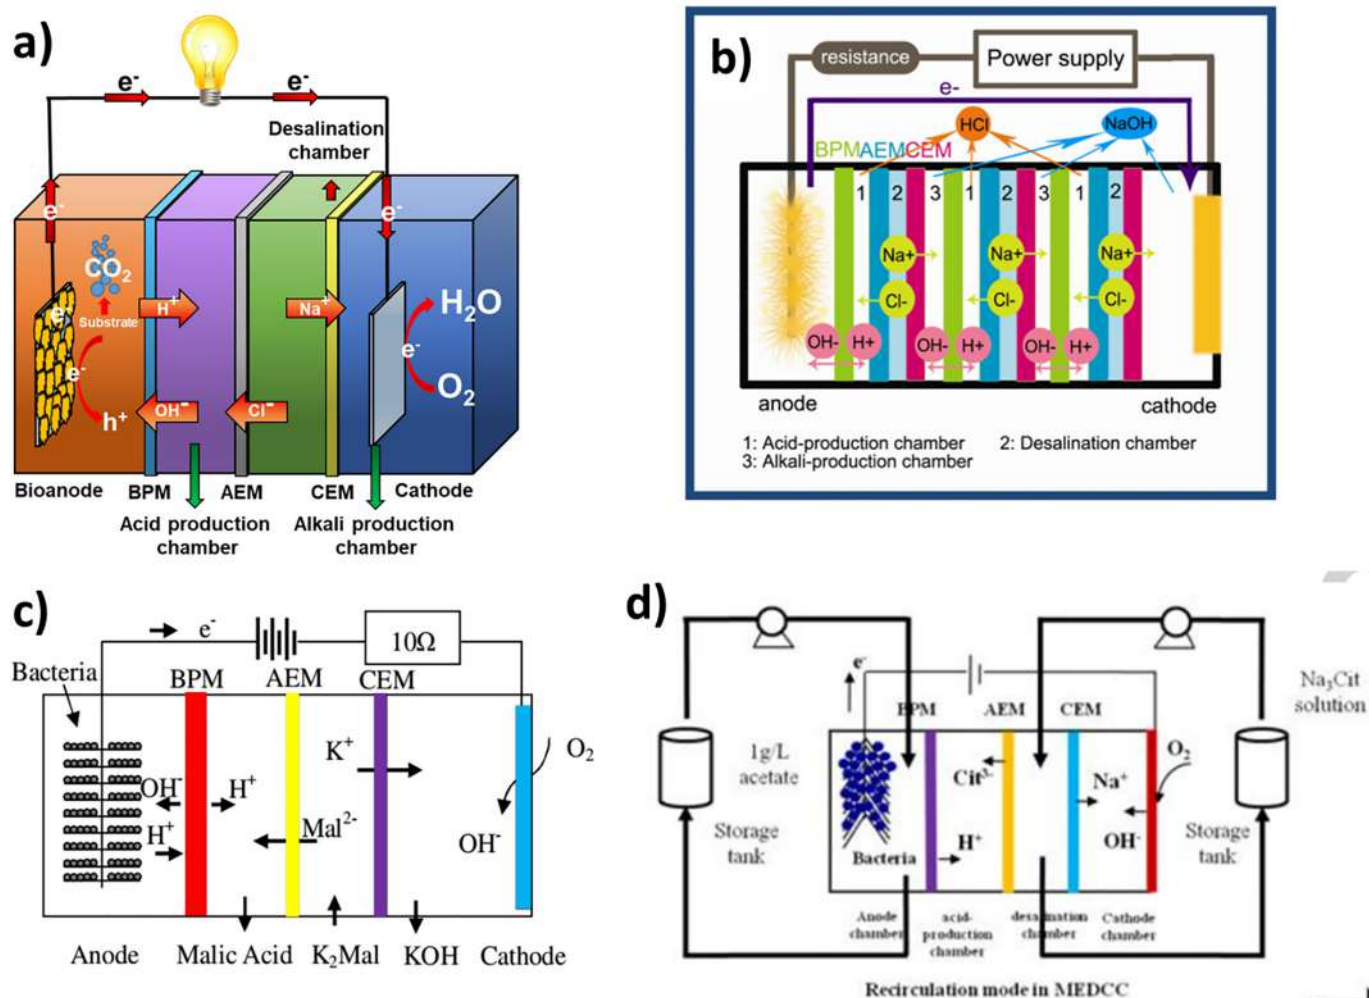 a)
e⁻
e⁻
Desalination
chamber
e⁻
e⁻
CO₂
Substrate
H⁺
Na⁺
H₂O
e⁻
e⁻
e⁻
O₂
h⁺
OH⁻
Cl⁻
Bioanode
BPM
AEM
CEM
Cathode
Acid production
chamber
Alkali production
chamber
b)
resistance
Power supply
e-
HCl
NaOH
BPM AEM CEM
1 2 3 1 2 3 1 2
Na+
Na+
Na+
Cl-
Cl-
Cl-
OH- H+
OH- H+
OH- H+
anode
cathode
1: Acid-production chamber
2: Desalination chamber
3: Alkali-production chamber
c)
e⁻
10Ω
Bacteria
BPM
AEM
CEM
K⁺
O₂
OH⁻
H⁺
H⁺
Mal²⁻
OH⁻
Anode
Malic Acid
K₂Mal
KOH
Cathode
d)
e⁻
Na₃Cit
solution
BPM
AEM
CEM
1g/L
acetate
O₂
Cit³⁻
Na⁺
Storage
tank
H⁺
OH⁻
Storage
tank
Bacteria
Anode
chamber
acid-
production
chamber
desalination
chamber
Cathode
chamber
Recirculation mode in MEDCC